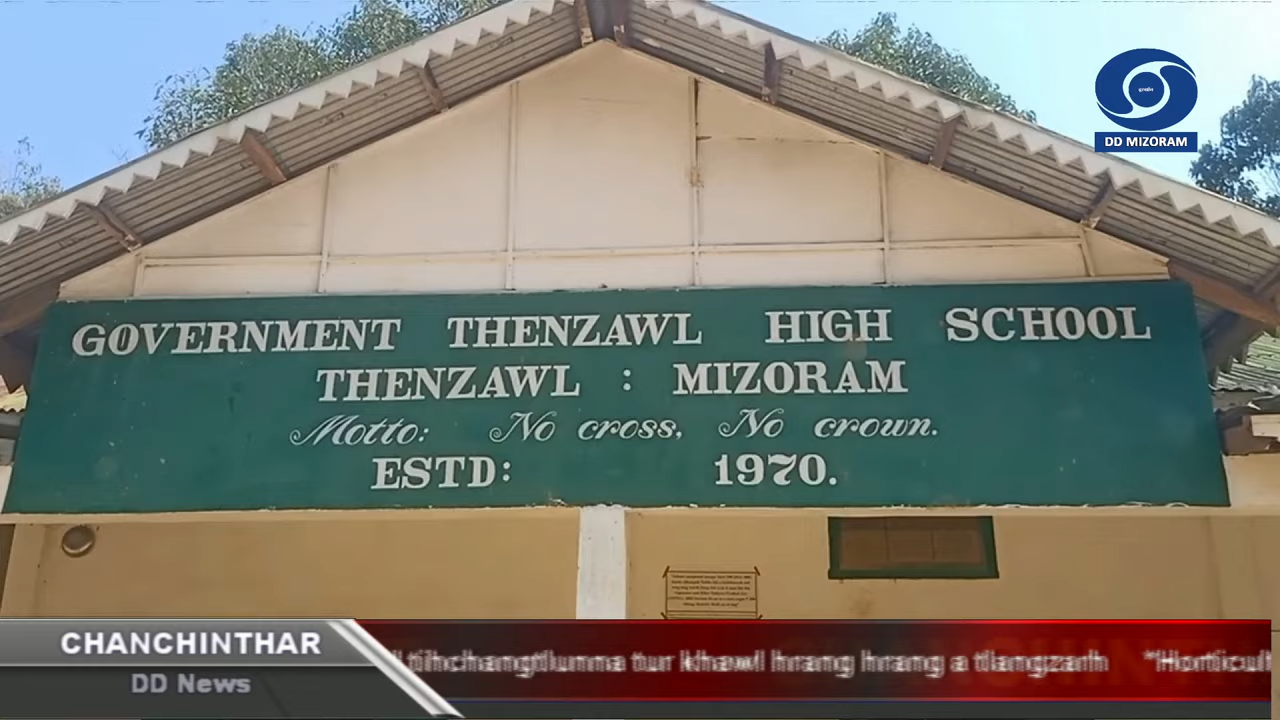 DD MIZORAM
GOVERNMENT THENZAWL HIGH SCHOOL
THENZAWL : MIZORAM
Motto: No cross, No crown.
ESTD: 1970.
CHANCHINTHAR
DD News
tihchangtlunna tur khawl hrang hrang a tlangzarh